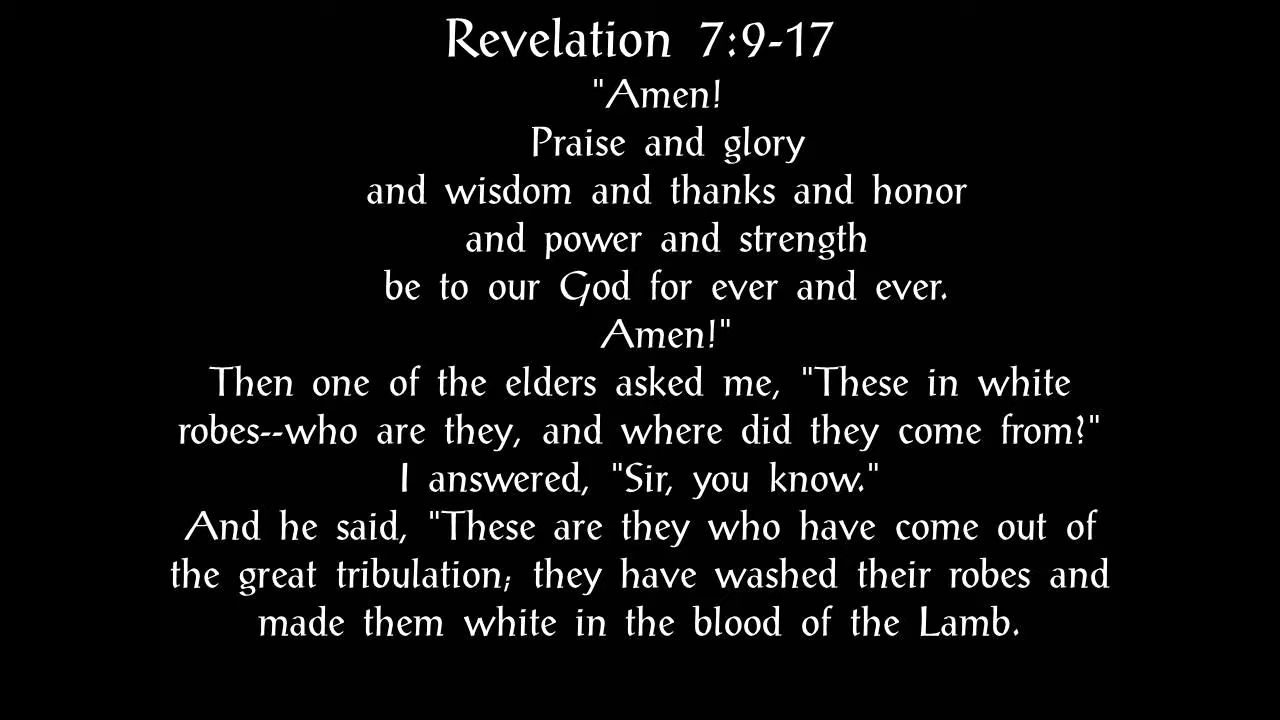 Revelation 7:9-17
"Amen!
Praise and glory
and wisdom and thanks and honor
and power and strength
be to our God for ever and ever.
Amen!"
Then one of the elders asked me, "These in white
robes--who are they, and where did they come from?"
I answered, "Sir, you know."
And he said, "These are they who have come out of
the great tribulation; they have washed their robes and
made them white in the blood of the Lamb.